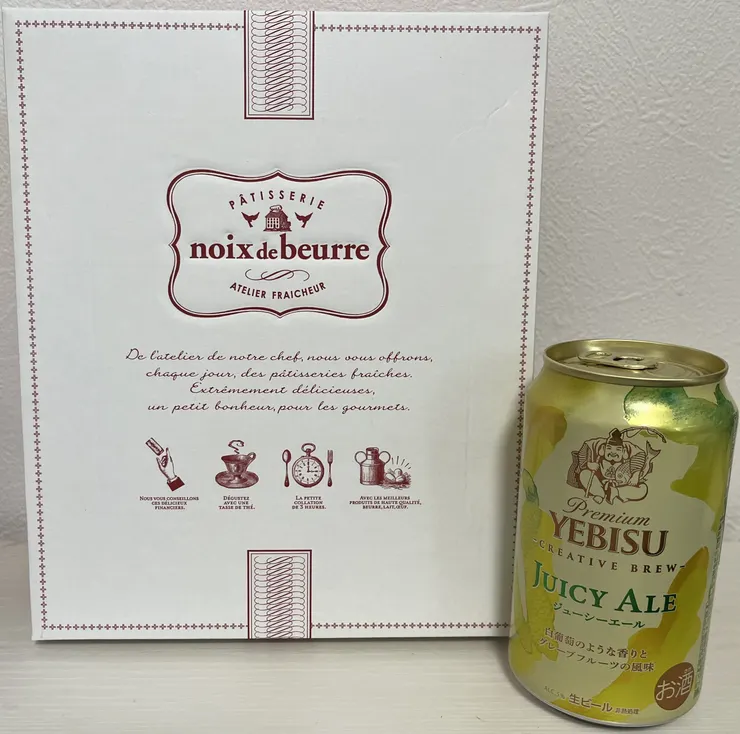 PÂTISSERIE
noix de beurre
ATELIER FRAICHEUR
De l'atelier de notre chef, nous vous offrons,
chaque jour, des pâtisseries fraîches.
Extrêmement délicieuses,
un petit bonheur, pour les gourmets.
NOUS VOUS CONSEILLONS
CES DÉLICIEUX
FINANCIERS.
DÉGUSTEZ
AVEC UNE
TASSE DE THÉ.
LA PETITE
COLLATION
DE 3 HEURES.
AVEC LES MEILLEURS
PRODUITS DE HAUTE QUALITÉ,
BEURRE, LAIT, ŒUF.
Premium
YEBISU
CREATIVE BREW
JUICY ALE
ジューシーエール
白葡萄のような香りと
グレープフルーツの風味
生ビール 非熱処理
お酒